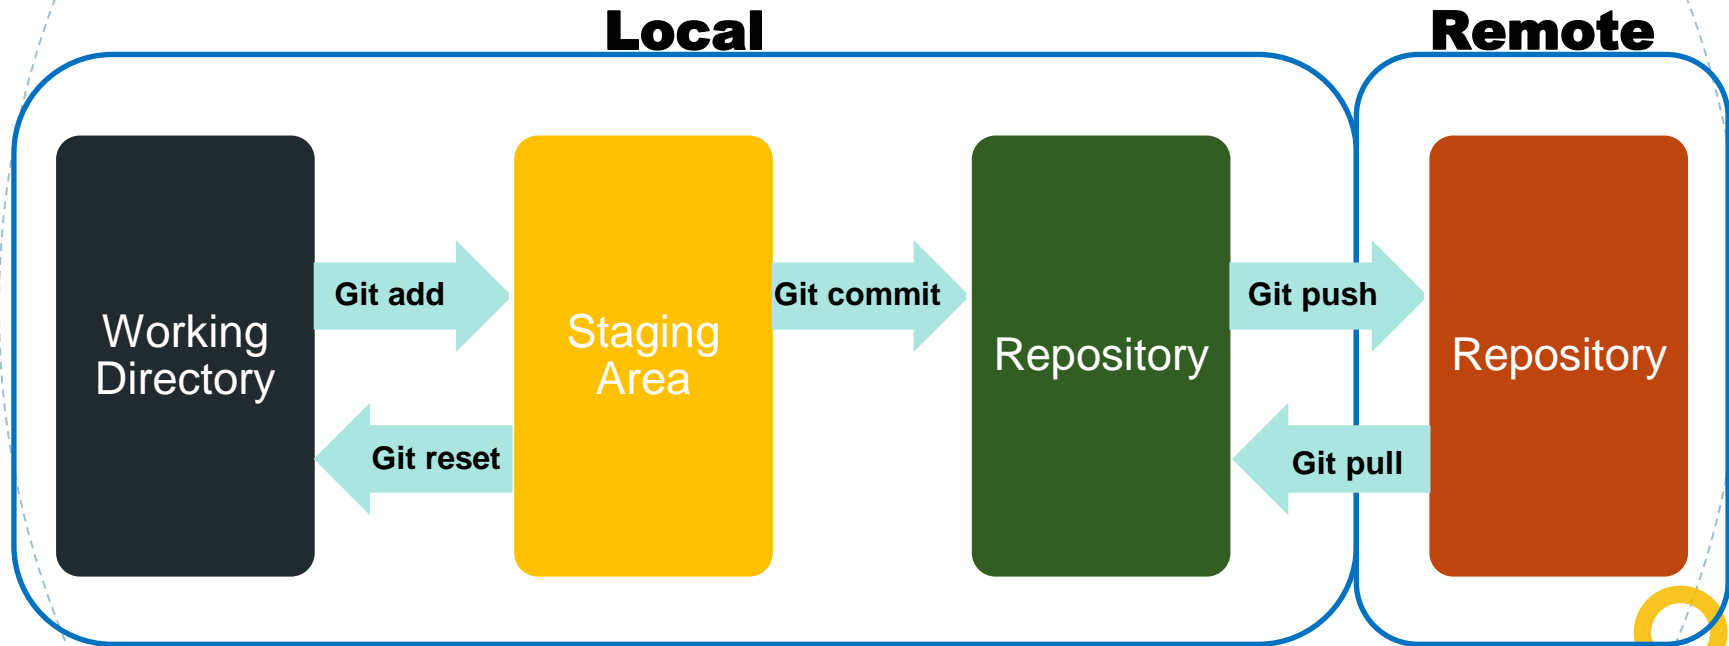 Local
Remote
Git add
Git commit
Git push
Working
Directory
Staging
Area
Repository
Repository
Git reset
Git pull